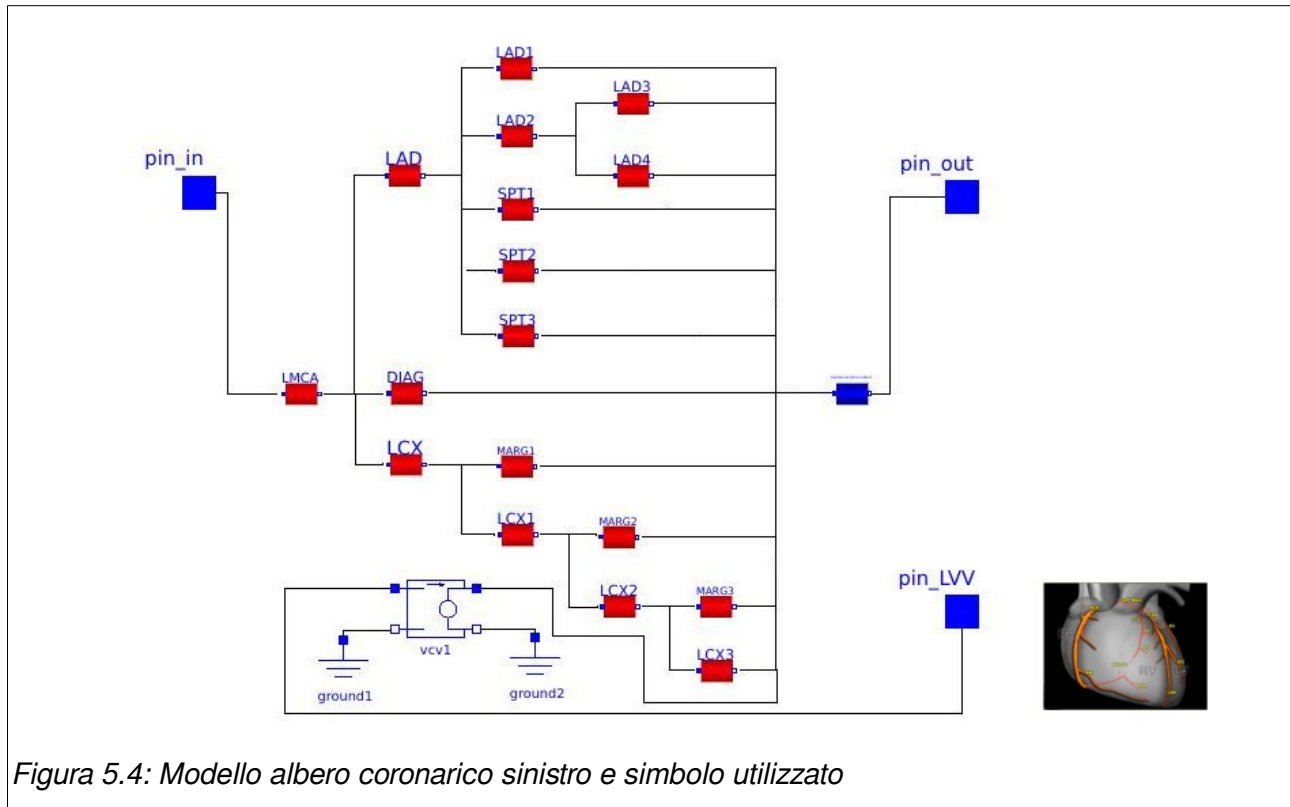 LAD1
LAD3
pin_in
LAD
LAD2
LAD4
pin_out
SPT1
SPT2
SPT3
LMCA
DIAG
LCX
MARG1
LCX1
MARG2
pin_LVV
LCX2
MARG3
vcv1
LCX3
ground1
ground2
RV
Figura 5.4: Modello albero coronarico sinistro e simbolo utilizzato